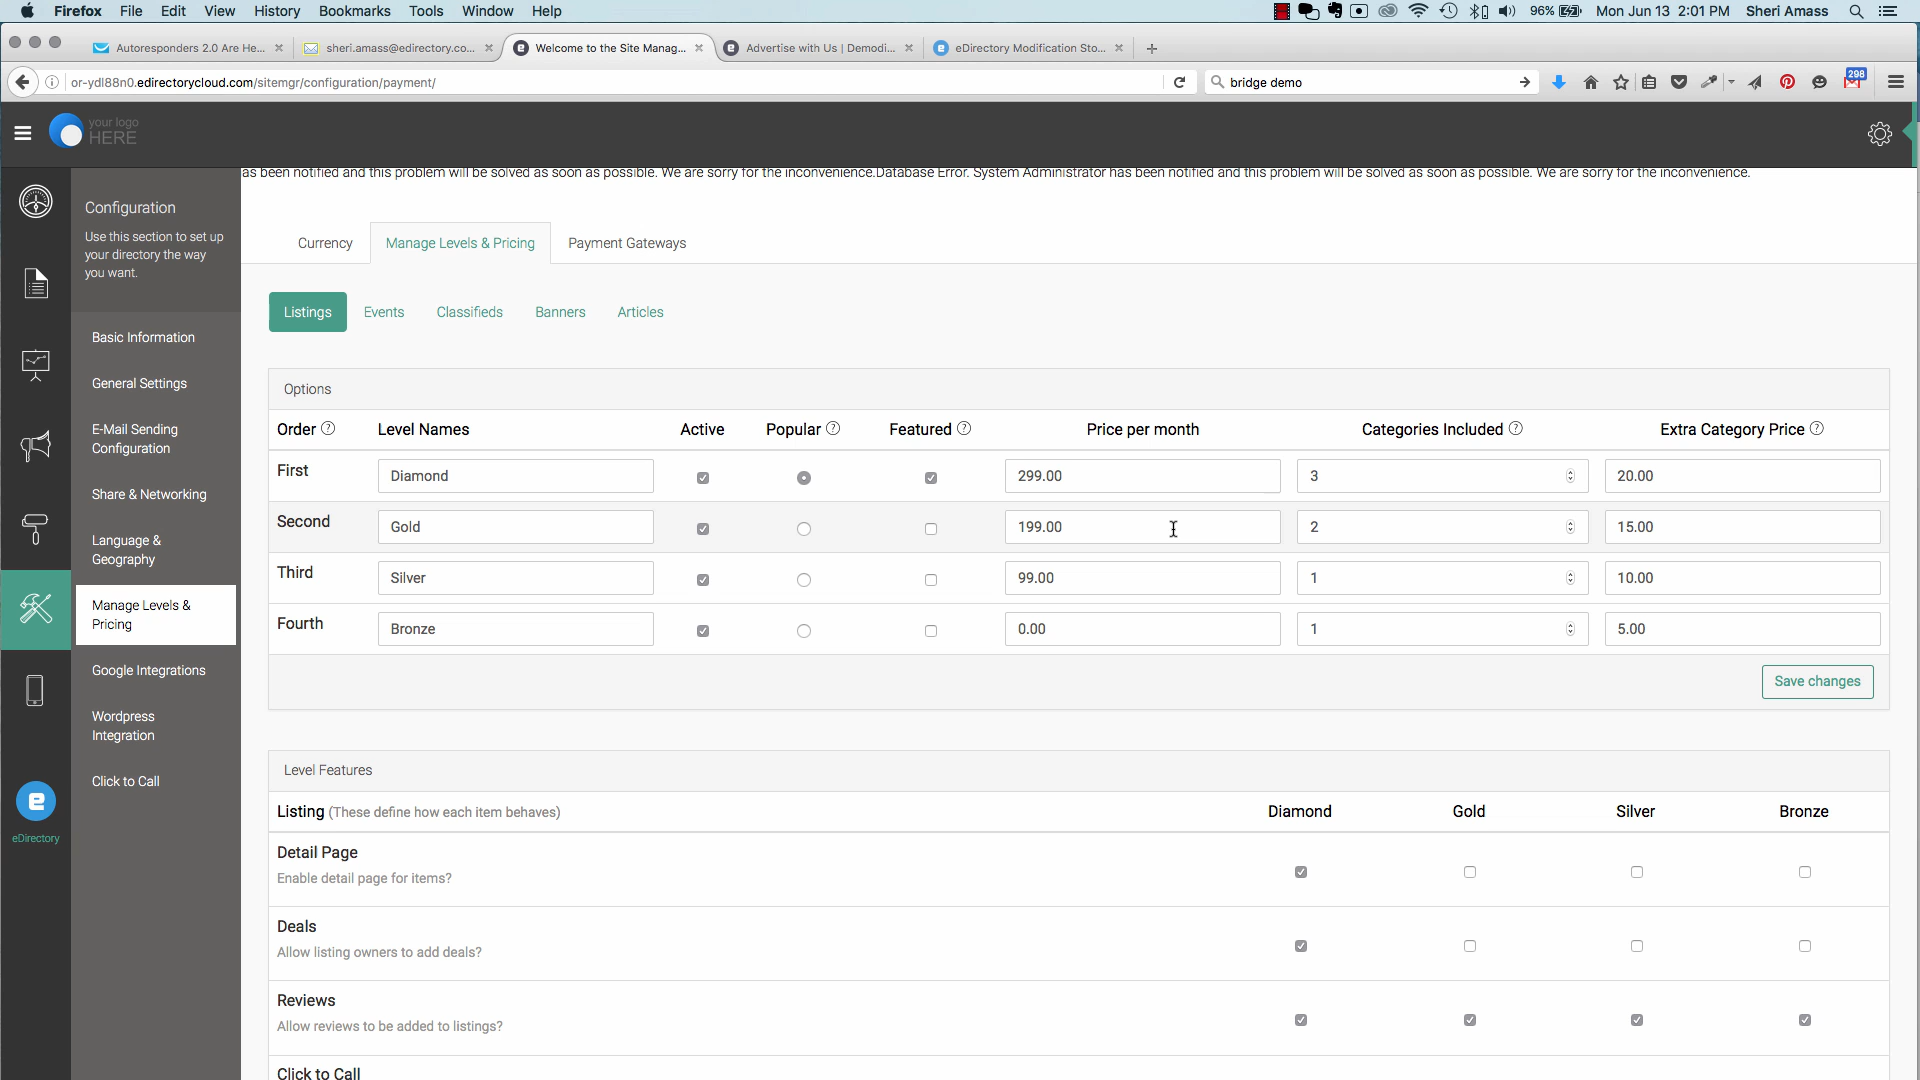 Firefox File Edit View History Bookmarks Tools Window Help 96% Mon Jun 13 2:01 PM Sheri Amass
Autoresponders 2.0 Are He... sheri.amass@edirectory.co... Welcome to the Site Manag... Advertise with Us | Demodi... eDirectory Modification Sto...
or-ydl88n0.edirectorycloud.com/sitemgr/configuration/payment/ bridge demo 298
your logo
HERE
as been notified and this problem will be solved as soon as possible. We are sorry for the inconvenience.Database Error. System Administrator has been notified and this problem will be solved as soon as possible. We are sorry for the inconvenience.
Configuration
Use this section to set up
your directory the way
you want.
Basic Information
General Settings
E-Mail Sending
Configuration
Share & Networking
Language &
Geography
Manage Levels &
Pricing
Google Integrations
Wordpress
Integration
Click to Call
eDirectory
Currency Manage Levels & Pricing Payment Gateways
Listings Events Classifieds Banners Articles
Options
Order Level Names Active Popular Featured Price per month Categories Included Extra Category Price
First Diamond 299.00 3 20.00
Second Gold 199.00 2 15.00
Third Silver 99.00 1 10.00
Fourth Bronze 0.00 1 5.00
Save changes
Level Features
Listing (These define how each item behaves) Diamond Gold Silver Bronze
Detail Page
Enable detail page for items?
Deals
Allow listing owners to add deals?
Reviews
Allow reviews to be added to listings?
Click to Call